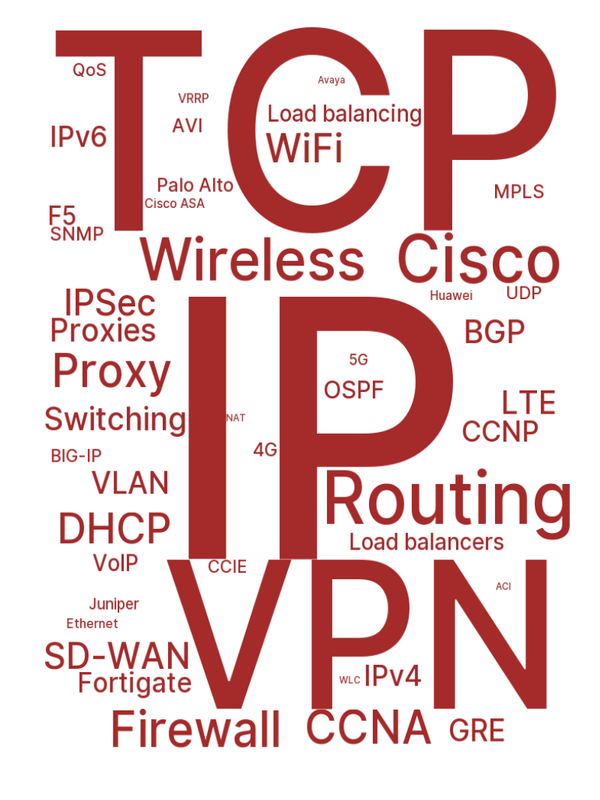 TCP
QoS
Avaya
VRRP
Load balancing
AVI
IPv6
WiFi
Palo Alto
MPLS
Cisco ASA
F5
SNMP
Wireless
Cisco
Huawei
UDP
IPSec
Proxies
BGP
IP
5G
Proxy
OSPF
LTE
Switching
NAT
CCNP
4G
BIG-IP
VLAN
Routing
DHCP
Load balancers
VoIP
CCIE
VPN
ACI
Juniper
Ethernet
SD-WAN
WLC
IPv4
Fortigate
Firewall
CCNA
GRE